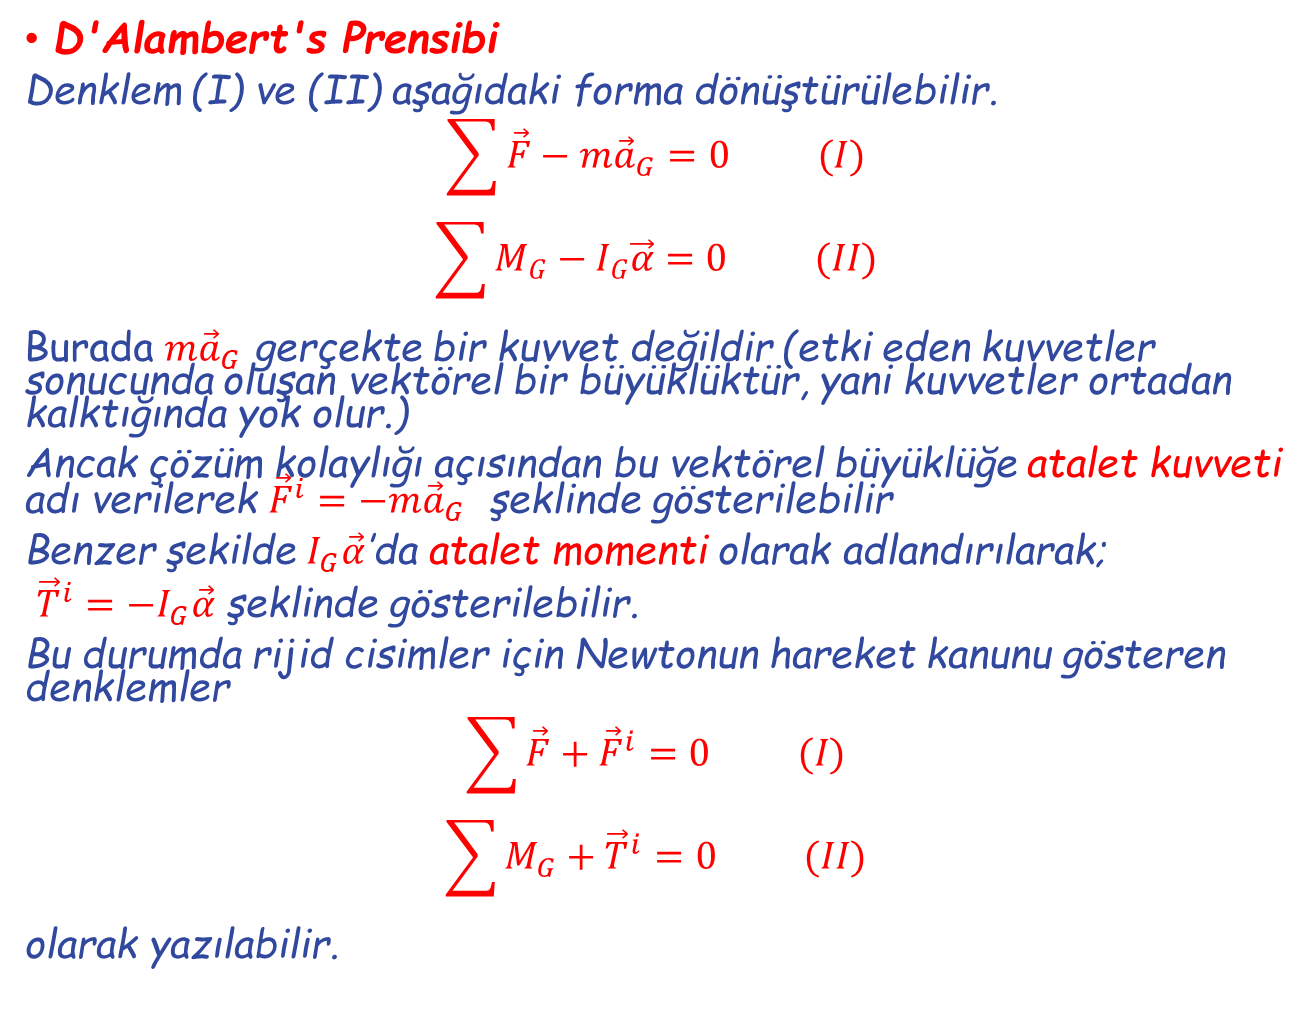 • D'Alambert's Prensibi
Denklem (I) ve (II) aşağıdaki forma dönüştürülebilir.
∑ F⃗ − ma⃗_G = 0 (I)
∑ M_G − I_G α⃗ = 0 (II)
Burada ma⃗_G gerçekte bir kuvvet değildir (etki eden kuvvetler
sonucunda oluşan vektörel bir büyüklüktür, yani kuvvetler ortadan
kalktığında yok olur.)
Ancak çözüm kolaylığı açısından bu vektörel büyüklüğe atalet kuvveti
adı verilerek F⃗^i = −ma⃗_G şeklinde gösterilebilir
Benzer şekilde I_G α⃗'da atalet momenti olarak adlandırılarak;
T⃗^i = −I_G α⃗ şeklinde gösterilebilir.
Bu durumda rijid cisimler için Newtonun hareket kanunu gösteren
denklemler
∑ F⃗ + F⃗^i = 0 (I)
∑ M_G + T⃗^i = 0 (II)
olarak yazılabilir.